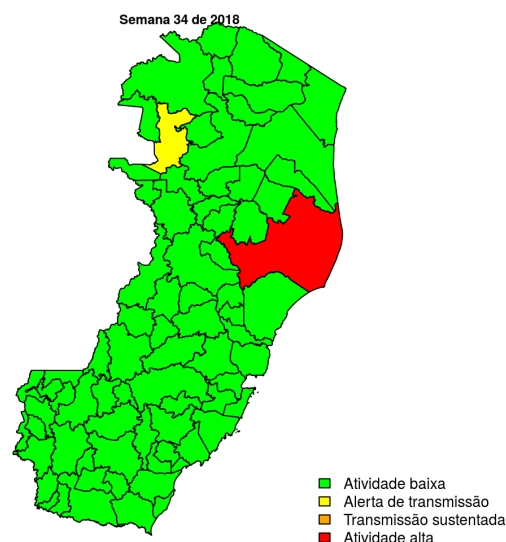 Semana 34 de 2018
Atividade baixa
Alerta de transmissão
Transmissão sustentada
Atividade alta